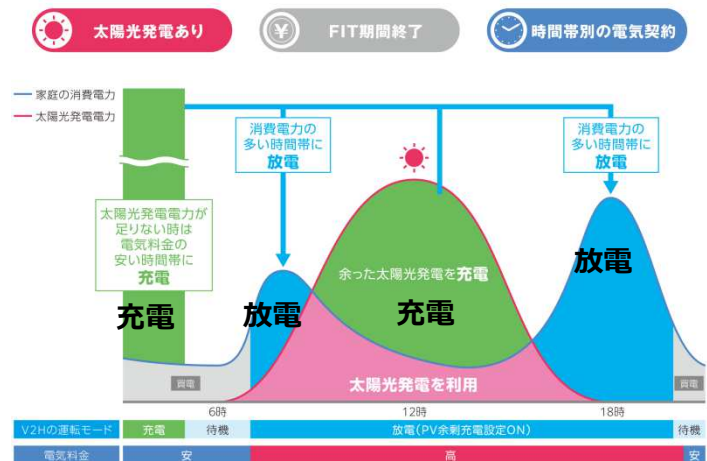 太陽光発電あり
¥
FIT期間終了
時間帯別の電気契約
家庭の消費電力
太陽光発電電力
消費電力の
多い時間帯に
放電
消費電力の
多い時間帯に
放電
太陽光発電電力が
足りない時は
電気料金の
安い時間帯に
充電
余った太陽光発電を充電
充電
放電
充電
放電
太陽光発電を利用
買電
買電
6時
12時
18時
V2Hの運転モード
充電
待機
放電(PV余剰充電設定ON)
待機
電気料金
安
高
安